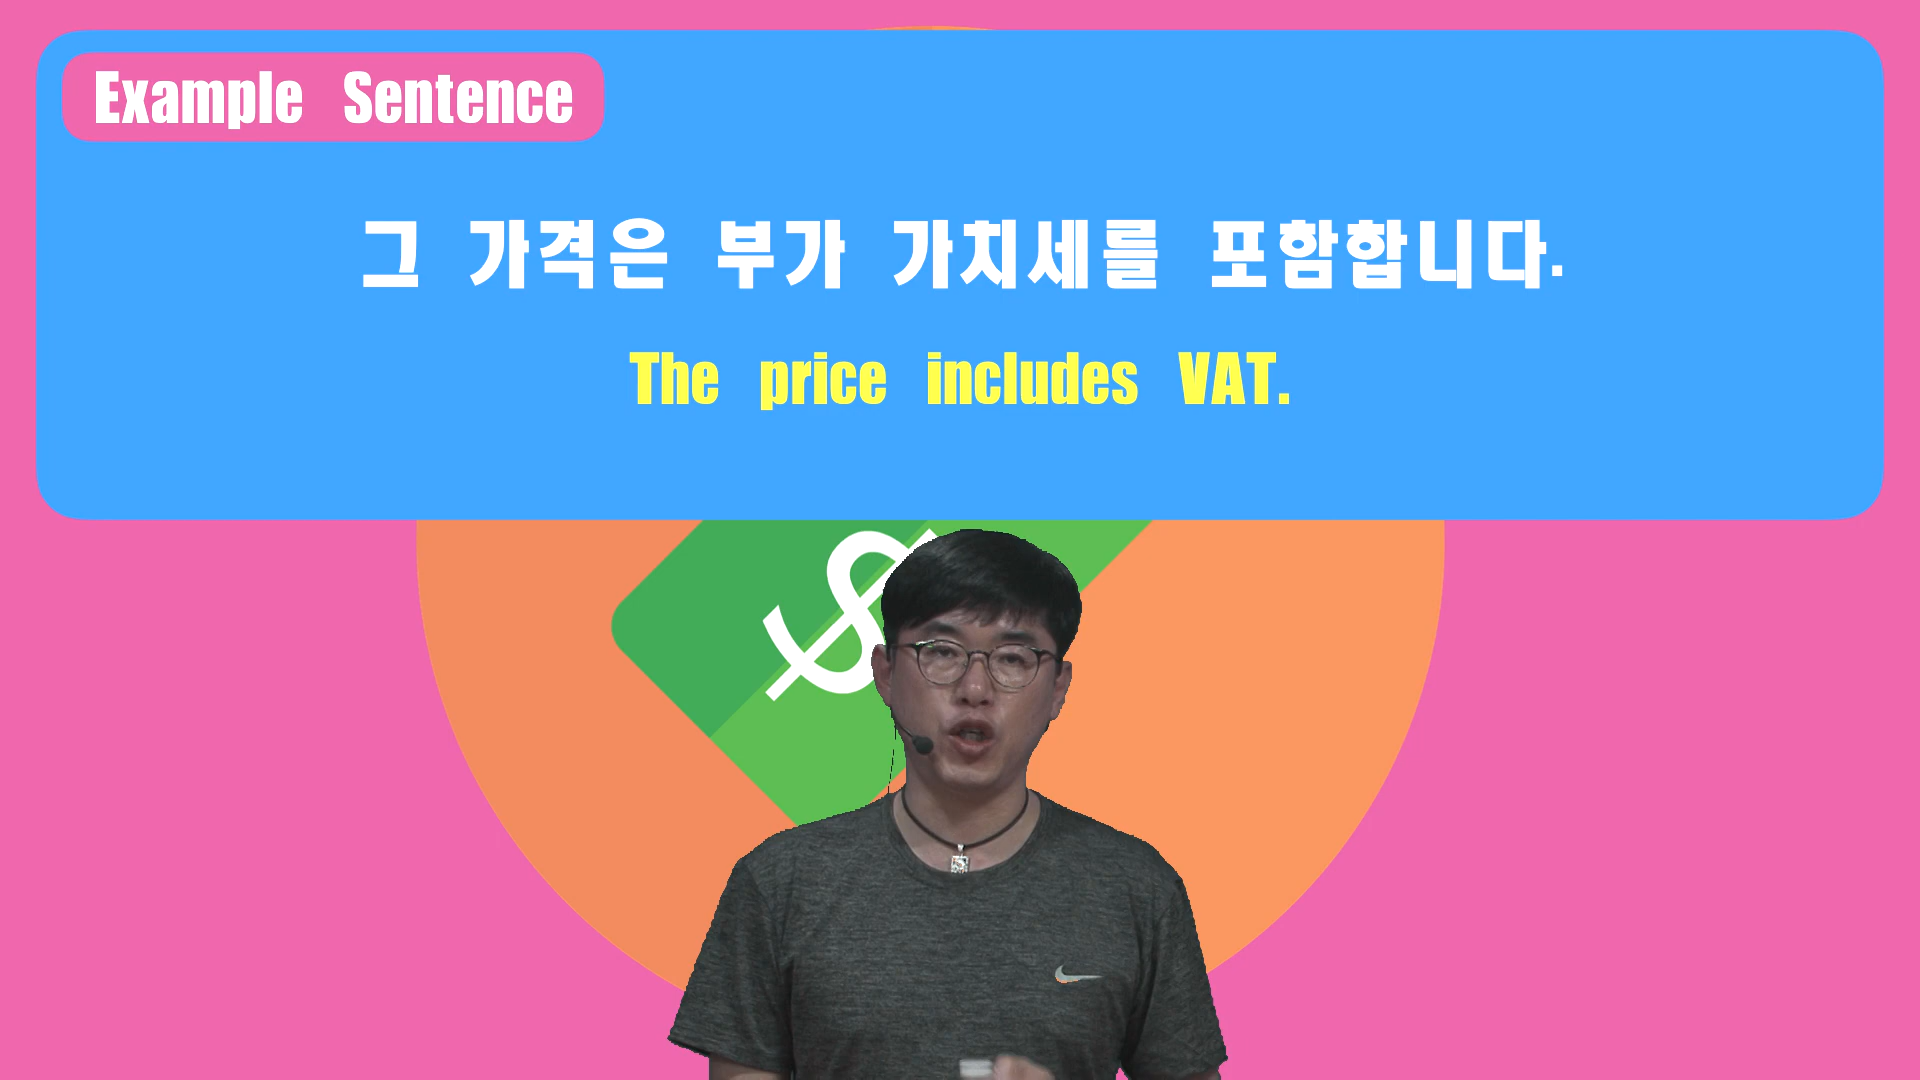 Example Sentence
그 가격은 부가 가치세를 포함합니다.
The price includes VAT.
$